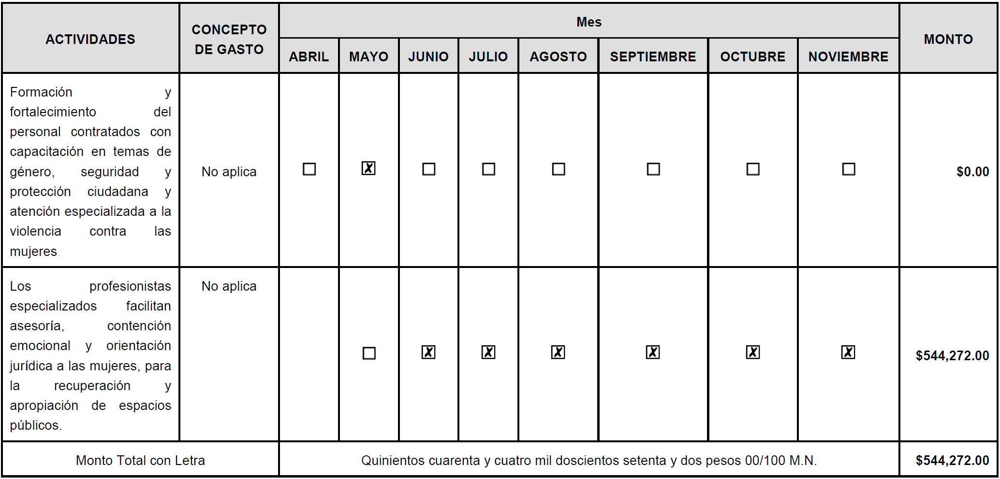 ACTIVIDADES
CONCEPTO
DE GASTO
Mes
MONTO
ABRIL
MAYO
JUNIO
JULIO
AGOSTO
SEPTIEMBRE
OCTUBRE
NOVIEMBRE
Formación y
fortalecimiento del
personal contratados con
capacitación en temas de
género, seguridad y
protección ciudadana y
atención especializada a la
violencia contra las
mujeres.
No aplica
☐
☒
☐
☐
☐
☐
☐
☐
$0.00
Los profesionistas
especializados facilitan
asesoría, contención
emocional y orientación
jurídica a las mujeres, para
la recuperación y
apropiación de espacios
públicos.
No aplica
☐
☒
☒
☒
☒
☒
☒
$544,272.00
Monto Total con Letra
Quinientos cuarenta y cuatro mil doscientos setenta y dos pesos 00/100 M.N.
$544,272.00